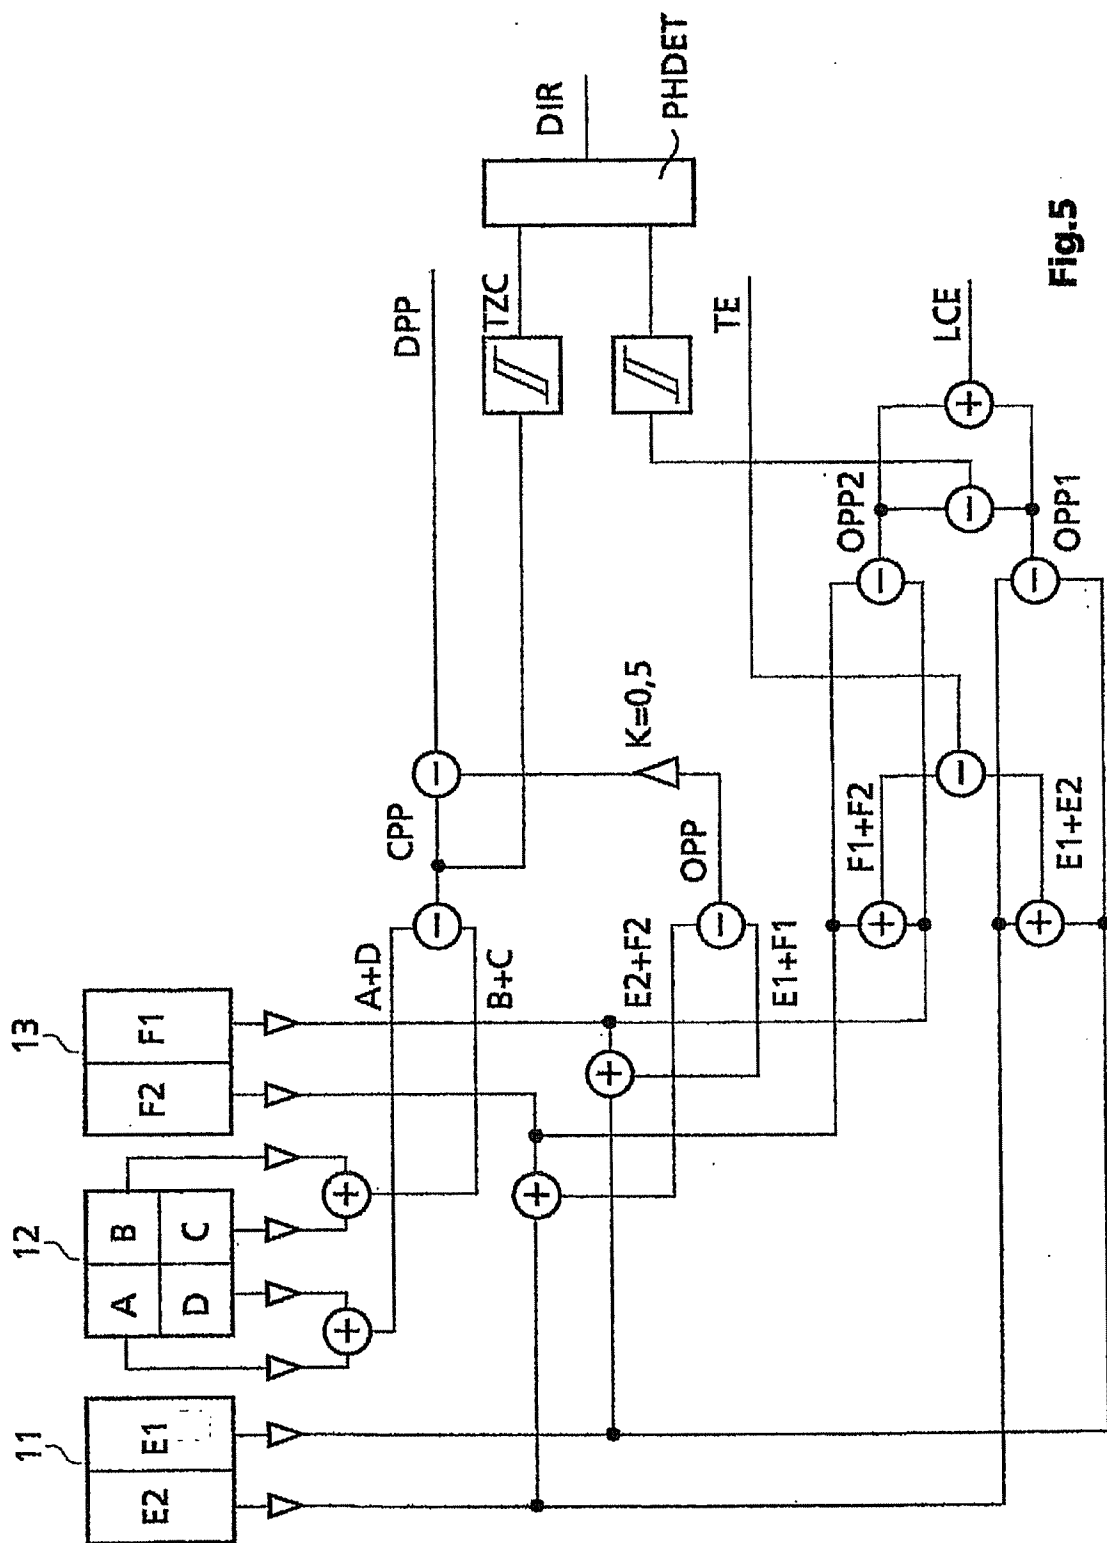 11
E2
E1
12
A
B
D
C
13
F2
F1
A+D
B+C
CPP
DPP
TZC
DIR
PHDET
E2+F2
E1+F1
OPP
K=0,5
TE
F1+F2
E1+E2
OPP2
OPP1
LCE
Fig.5